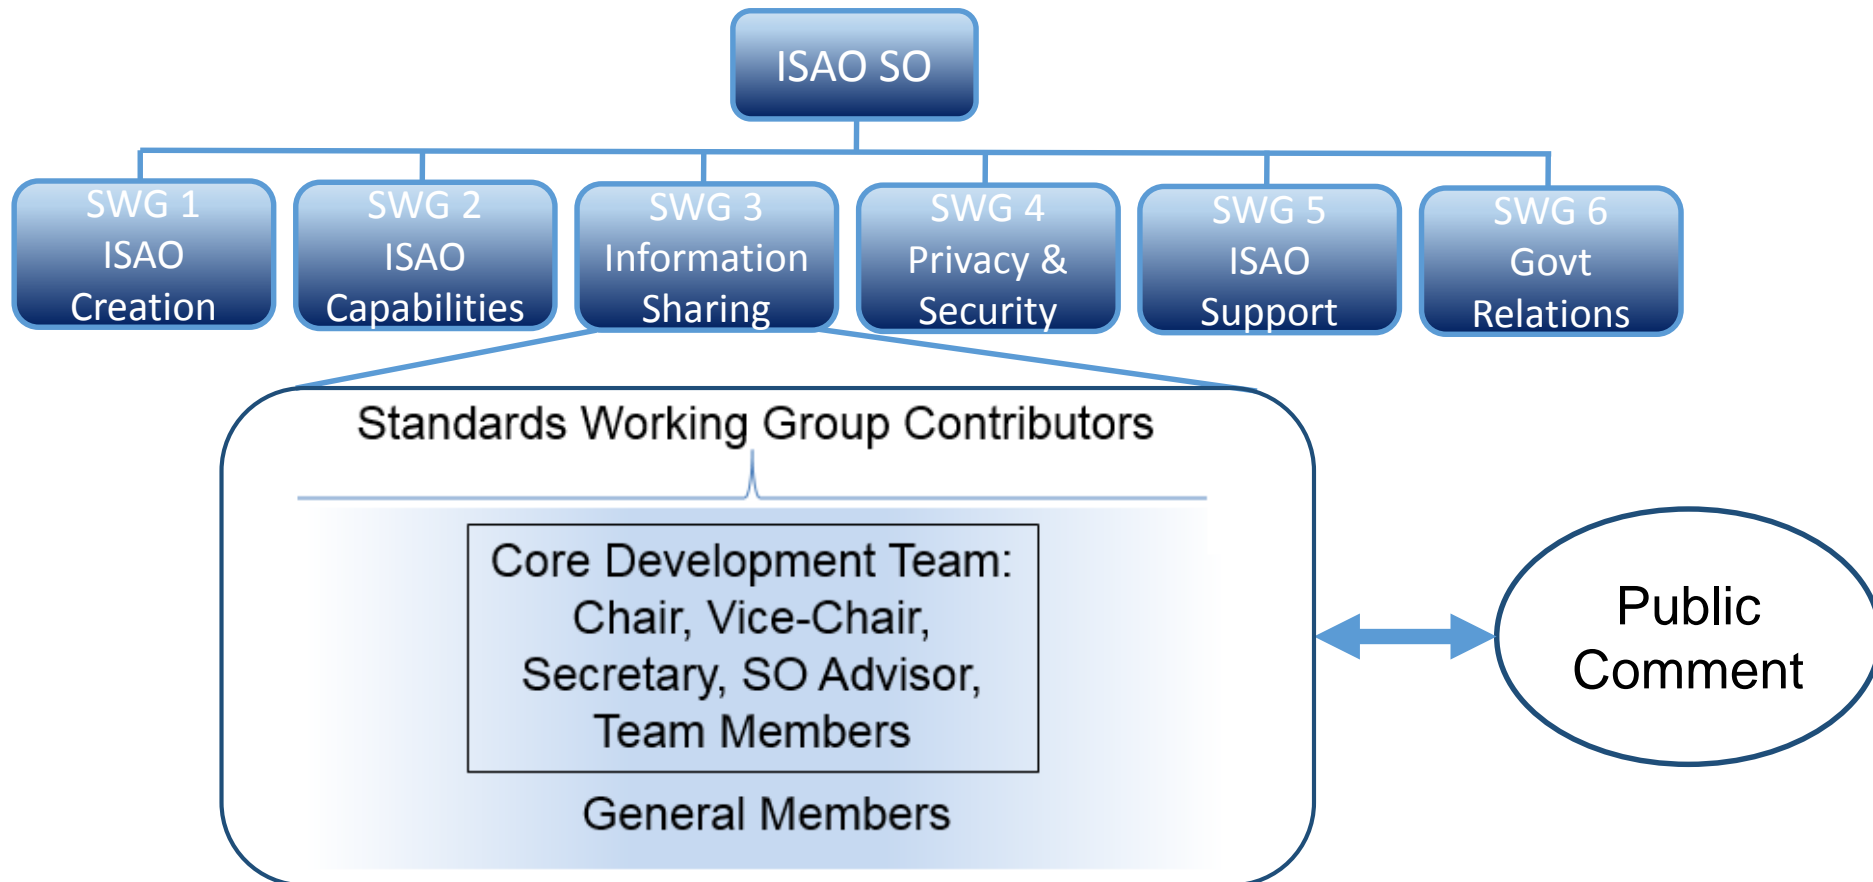 ISAO SO
SWG 1
ISAO
Creation
SWG 2
ISAO
Capabilities
SWG 3
Information
Sharing
SWG 4
Privacy &
Security
SWG 5
ISAO
Support
SWG 6
Govt
Relations
Standards Working Group Contributors
Core Development Team:
Chair, Vice-Chair,
Secretary, SO Advisor,
Team Members
General Members
Public
Comment